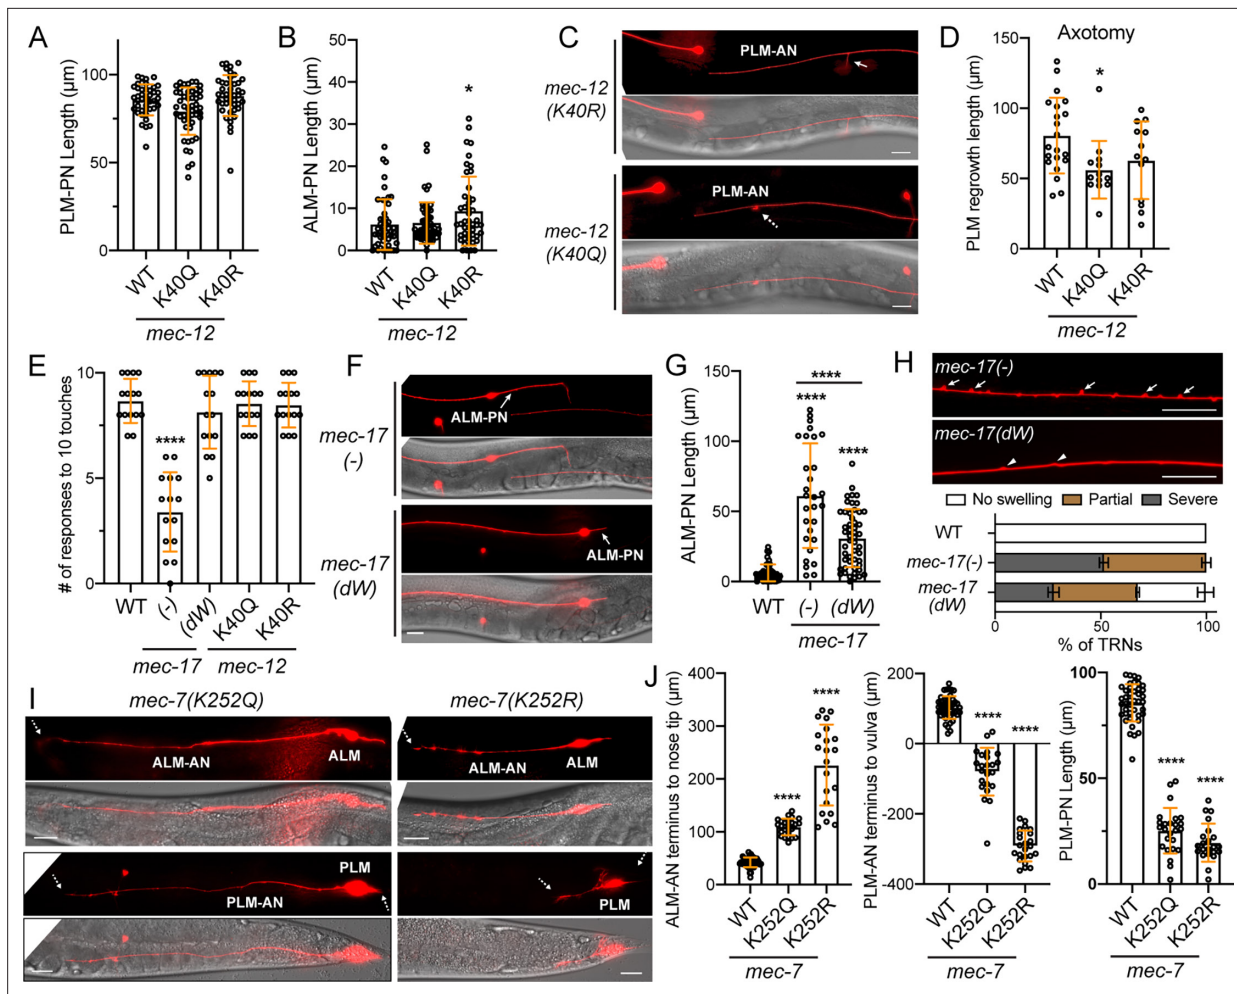 A
PLM-PN Length (µm)
100
50
0
WT
K40Q
K40R
mec-12
B
ALM-PN Length (µm)
50
40
30
20
10
0
*
WT
K40Q
K40R
mec-12
C
mec-12
(K40R)
PLM-AN
mec-12
(K40Q)
PLM-AN
D
Axotomy
PLM regrowth length (µm)
150
100
50
0
*
WT
K40Q
K40R
mec-12
E
# of responses to 10 touches
10
5
0
****
WT
(-)
(dW)
K40Q
K40R
mec-17
mec-12
F
mec-17
(-)
ALM-PN
mec-17
(dW)
ALM-PN
G
ALM-PN Length (µm)
150
100
50
0
****
****
****
WT
(-)
(dW)
mec-17
H
mec-17(-)
mec-17(dW)
No swelling
Partial
Severe
WT
mec-17(-)
mec-17
(dW)
0
50
100
% of TRNs
I
mec-7(K252Q)
mec-7(K252R)
ALM-AN
ALM
ALM-AN
ALM
PLM
PLM-AN
PLM
J
ALM-AN terminus to nose tip (µm)
400
300
200
100
0
****
****
WT
K252Q
K252R
mec-7
PLM-AN terminus to vulva (µm)
200
0
-200
-400
****
****
WT
K252Q
K252R
mec-7
PLM-PN Length (µm)
100
50
0
****
****
WT
K252Q
K252R
mec-7